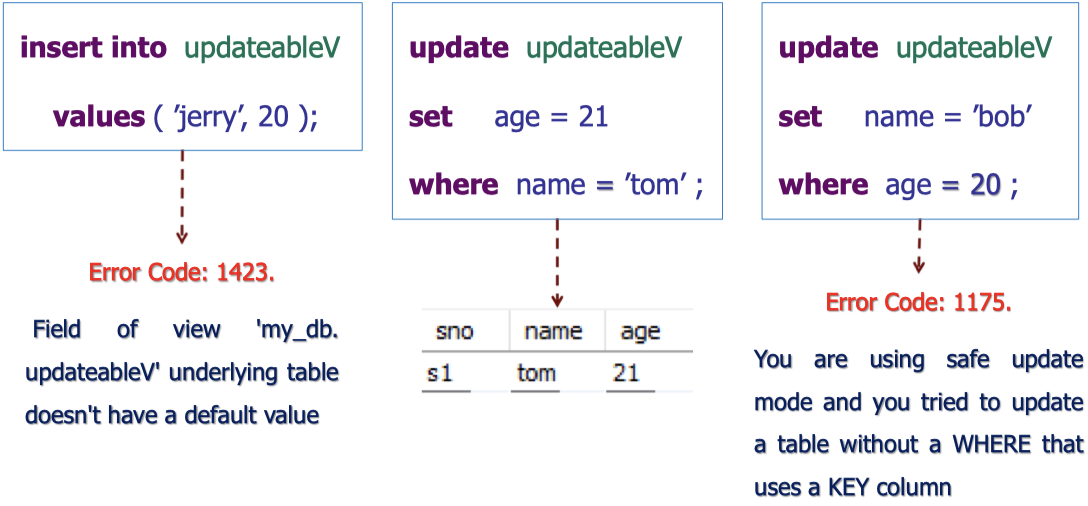 insert into updateableV
values ( ’jerry’, 20 );
Error Code: 1423.
Field of view 'my_db.
updateableV' underlying table
doesn't have a default value
update updateableV
set age = 21
where name = ’tom’ ;
sno name age
s1 tom 21
update updateableV
set name = ’bob’
where age = 20 ;
Error Code: 1175.
You are using safe update
mode and you tried to update
a table without a WHERE that
uses a KEY column